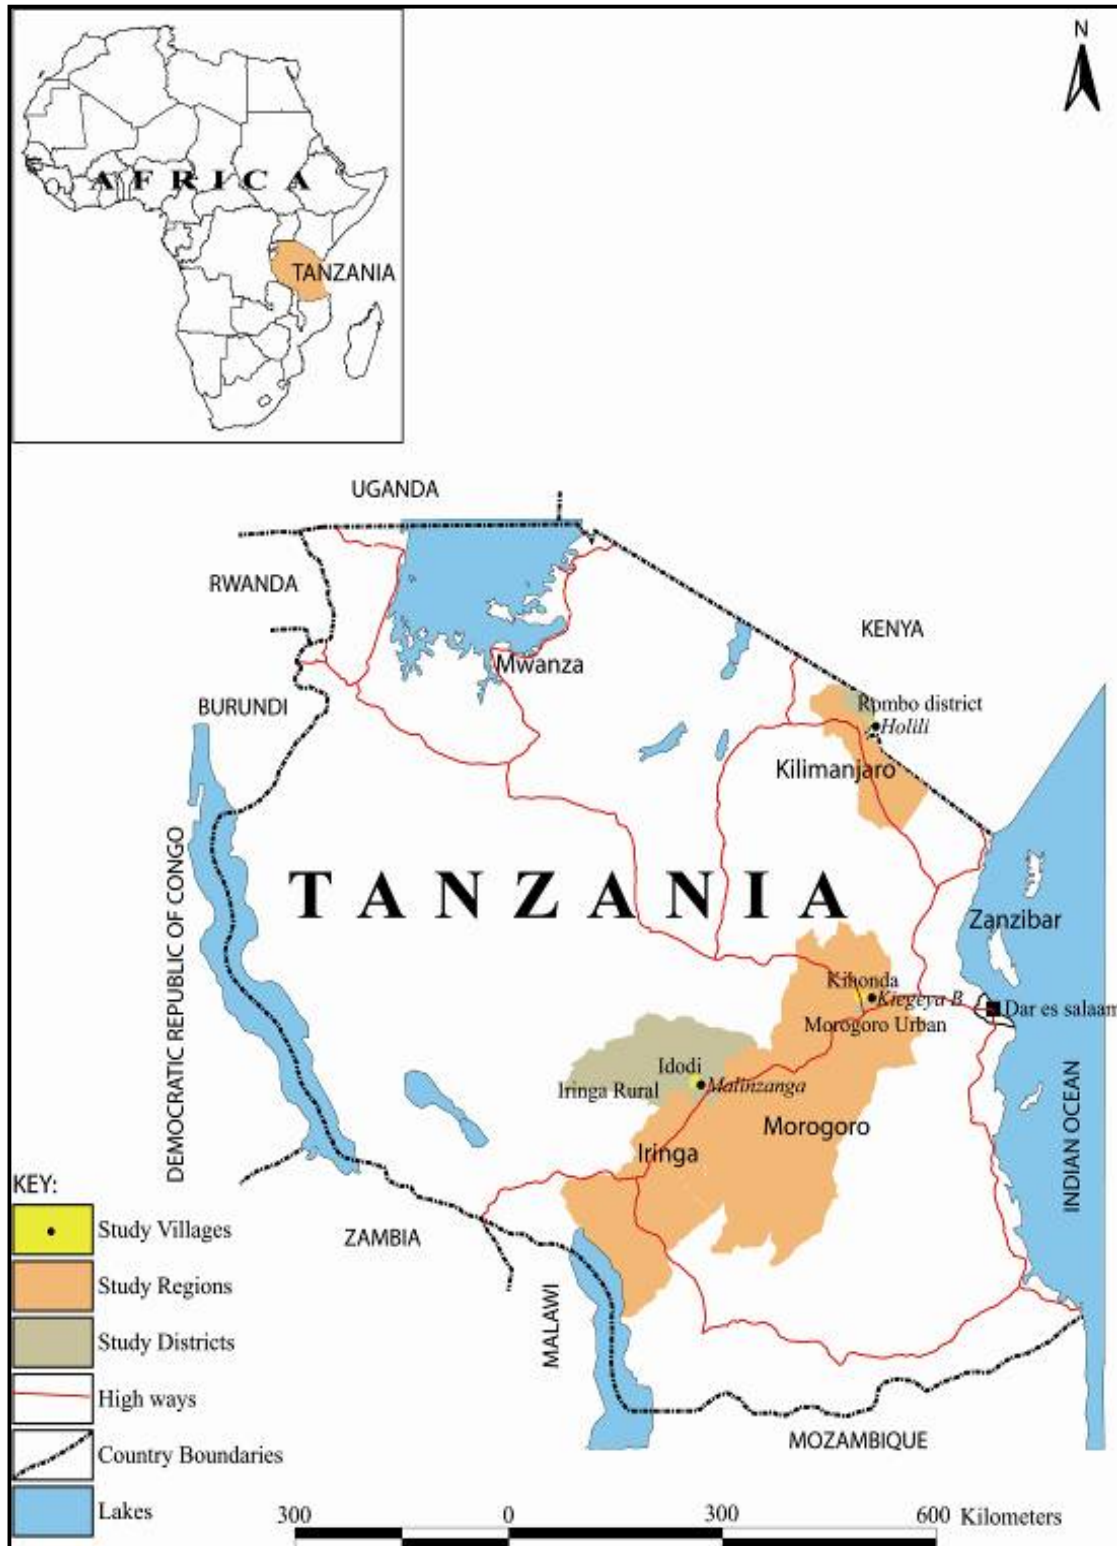 N
A F R I C A
TANZANIA
UGANDA
RWANDA
KENYA
Mwanza
BURUNDI
Rombo district
Holili
Kilimanjaro
DEMOCRATIC REPUBLIC OF CONGO
T A N Z A N I A
Zanzibar
Kihonda
Kiegeya B
Dar es salaam
Morogoro Urban
Idodi
Iringa Rural
Malinzanga
Morogoro
Iringa
INDIAN OCEAN
ZAMBIA
MALAWI
MOZAMBIQUE
KEY:
Study Villages
Study Regions
Study Districts
High ways
Country Boundaries
Lakes
300 0 300 600 Kilometers